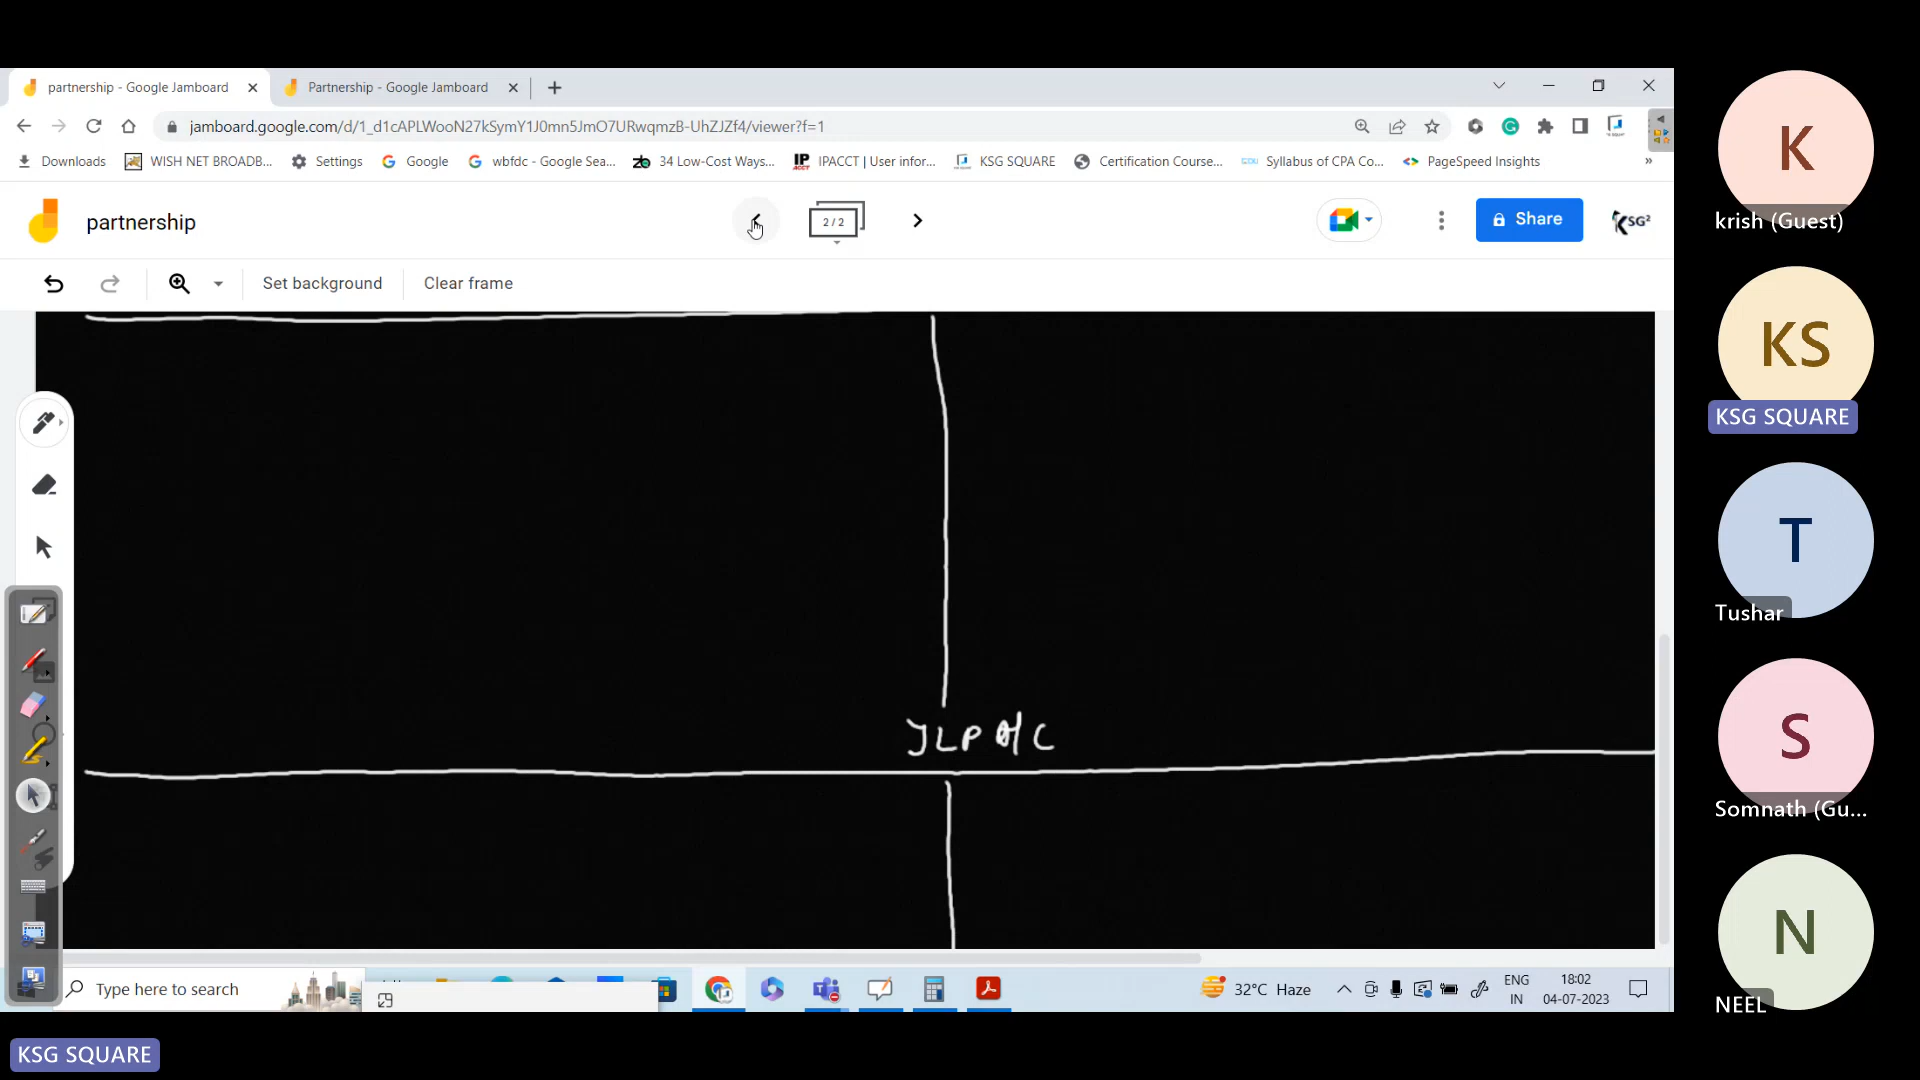 partnership - Google Jamboard
Partnership - Google Jamboard
jamboard.google.com/d/1_d1cAPLWooN27kSymY1J0mn5JmO7URwqmzB-UhZJZf4/viewer?f=1
Downloads WISH NET BROADB... Settings Google wbfdc - Google Sea... 34 Low-Cost Ways... IPACCT | User infor... KSG SQUARE Certification Course... Syllabus of CPA Co... PageSpeed Insights »
partnership
2 / 2
Share
KSG²
Set background
Clear frame
JLP A/C
Type here to search
32°C Haze
ENG
IN
18:02
04-07-2023
K
krish (Guest)
KS
KSG SQUARE
T
Tushar
S
Somnath (Gu...
N
NEEL
KSG SQUARE